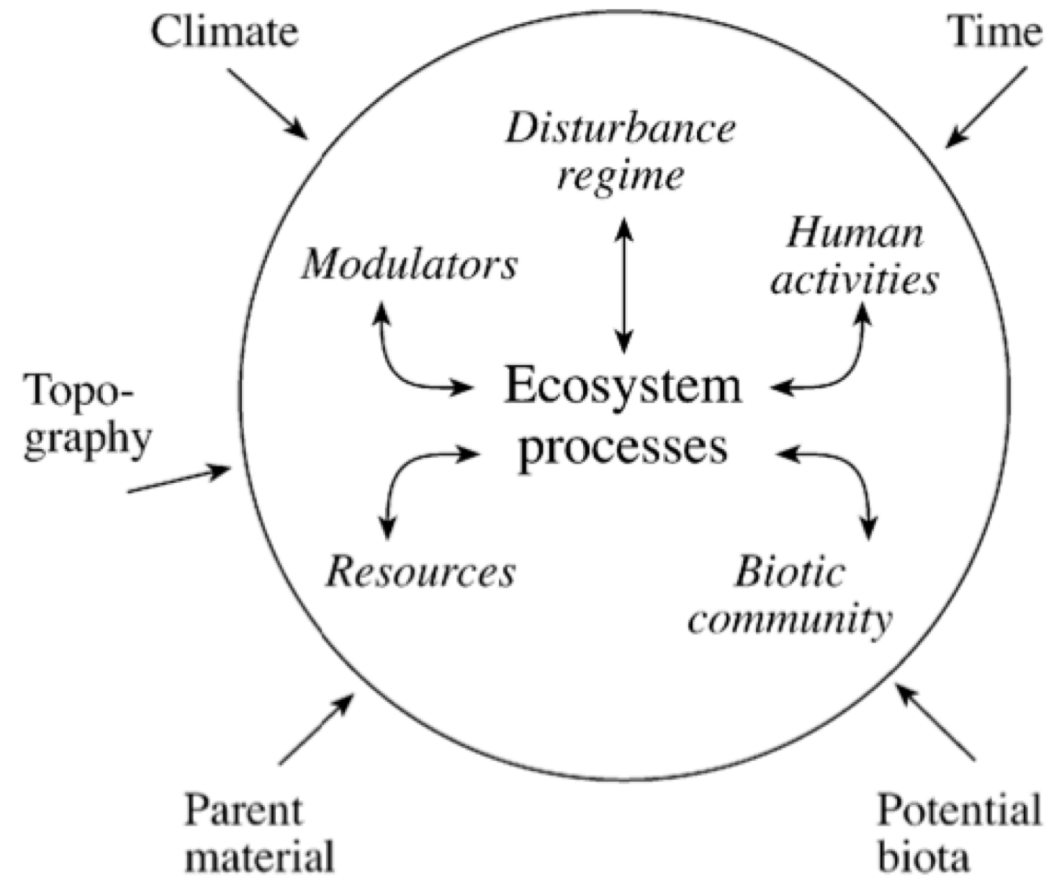 Climate
Time
Disturbance
regime
Modulators
Human
activities
Ecosystem
processes
Topo-
graphy
Resources
Biotic
community
Parent
material
Potential
biota